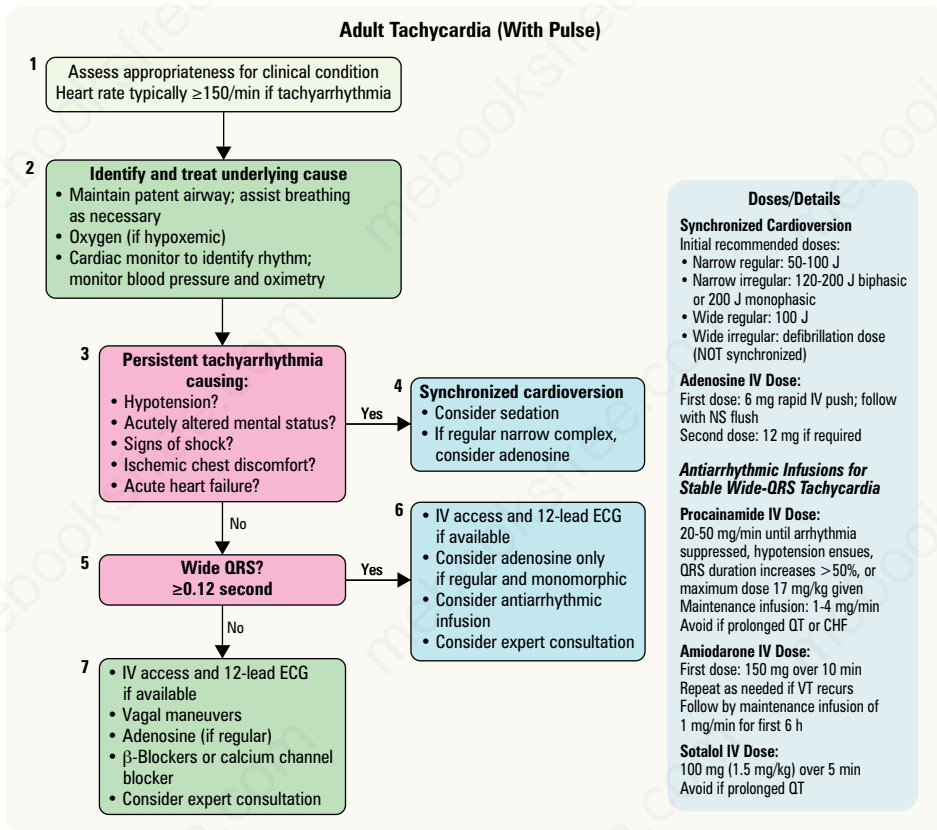 Adult Tachycardia (With Pulse)
1
Assess appropriateness for clinical condition
Heart rate typically ≥150/min if tachyarrhythmia
2
Identify and treat underlying cause
• Maintain patent airway; assist breathing
as necessary
• Oxygen (if hypoxemic)
• Cardiac monitor to identify rhythm;
monitor blood pressure and oximetry
3
Persistent tachyarrhythmia
causing:
• Hypotension?
• Acutely altered mental status?
• Signs of shock?
• Ischemic chest discomfort?
• Acute heart failure?
Yes
4
Synchronized cardioversion
• Consider sedation
• If regular narrow complex,
consider adenosine
No
5
Wide QRS?
≥0.12 second
Yes
6
• IV access and 12-lead ECG
if available
• Consider adenosine only
if regular and monomorphic
• Consider antiarrhythmic
infusion
• Consider expert consultation
No
7
• IV access and 12-lead ECG
if available
• Vagal maneuvers
• Adenosine (if regular)
• β-Blockers or calcium channel
blocker
• Consider expert consultation
Doses/Details
Synchronized Cardioversion
Initial recommended doses:
• Narrow regular: 50-100 J
• Narrow irregular: 120-200 J biphasic
or 200 J monophasic
• Wide regular: 100 J
• Wide irregular: defibrillation dose
(NOT synchronized)
Adenosine IV Dose:
First dose: 6 mg rapid IV push; follow
with NS flush
Second dose: 12 mg if required
Antiarrhythmic Infusions for
Stable Wide-QRS Tachycardia
Procainamide IV Dose:
20-50 mg/min until arrhythmia
suppressed, hypotension ensues,
QRS duration increases >50%, or
maximum dose 17 mg/kg given
Maintenance infusion: 1-4 mg/min
Avoid if prolonged QT or CHF
Amiodarone IV Dose:
First dose: 150 mg over 10 min
Repeat as needed if VT recurs
Follow by maintenance infusion of
1 mg/min for first 6 h
Sotalol IV Dose:
100 mg (1.5 mg/kg) over 5 min
Avoid if prolonged QT